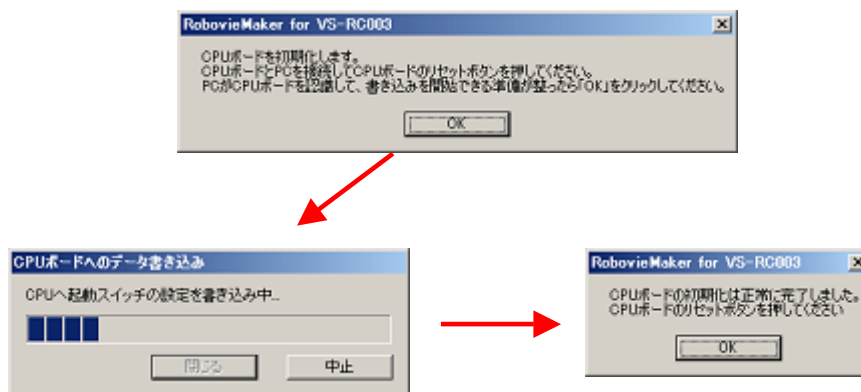 RobovieMaker for VS-RC003
CPUボードを初期化します。
CPUボードとPCを接続してCPUボードのリセットボタンを押してください。
PCがCPUボードを認識して、書き込みを開始できる準備が整ったら「OK」をクリックしてください。
OK
CPUボードへのデータ書き込み
CPUへ起動スイッチの設定を書き込み中...
閉じる
中止
RobovieMaker for VS-RC003
CPUボードの初期化は正常に完了しました。
CPUボードのリセットボタンを押してください
OK